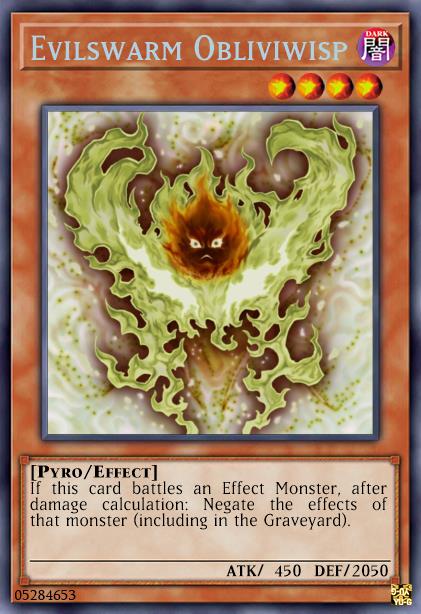 Evilswarm Obliviwisp
DARK
闇
[Pyro/Effect]
If this card battles an Effect Monster, after
damage calculation: Negate the effects of
that monster (including in the Graveyard).
ATK/ 450 DEF/2050
05284653